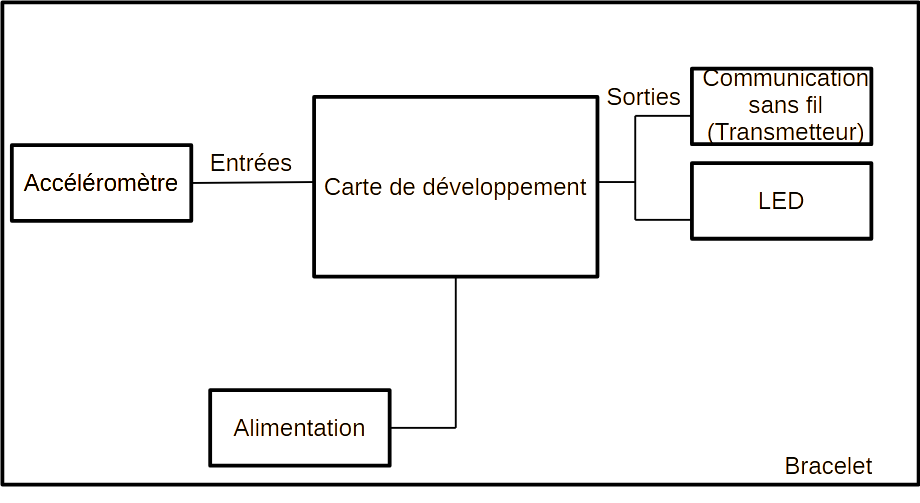 Communication
sans fil
(Transmetteur)
Sorties
Entrées
Accéléromètre
Carte de développement
LED
Alimentation
Bracelet